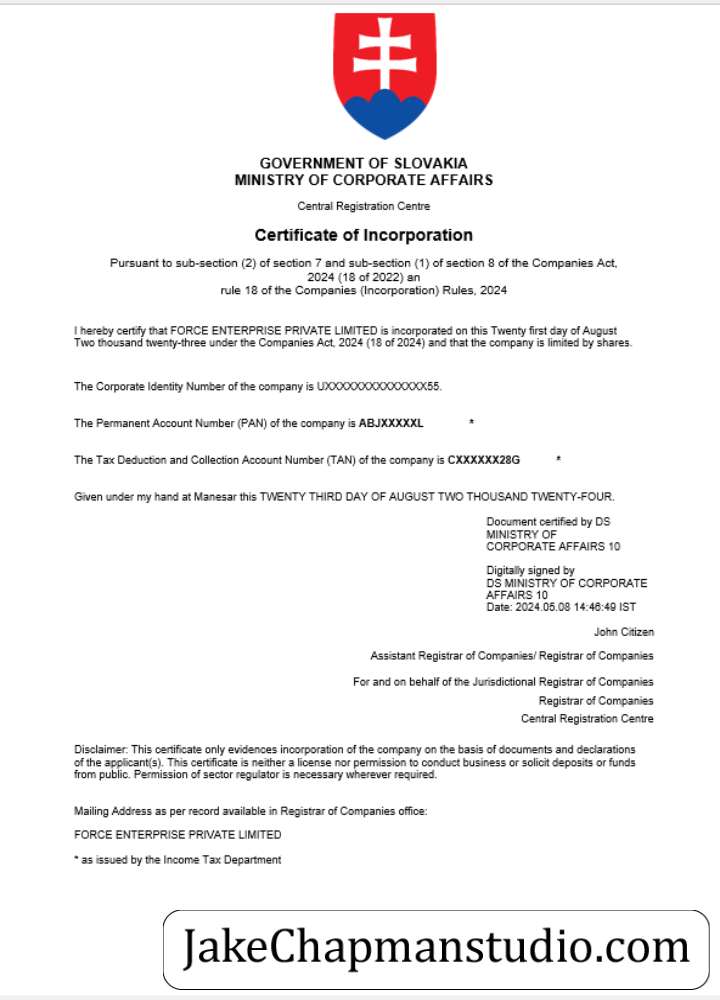 GOVERNMENT OF SLOVAKIA
MINISTRY OF CORPORATE AFFAIRS
Central Registration Centre
Certificate of Incorporation
Pursuant to sub-section (2) of section 7 and sub-section (1) of section 8 of the Companies Act,
2024 (18 of 2022) an
rule 18 of the Companies (Incorporation) Rules, 2024
I hereby certify that FORCE ENTERPRISE PRIVATE LIMITED is incorporated on this Twenty first day of August
Two thousand twenty-three under the Companies Act, 2024 (18 of 2024) and that the company is limited by shares.
The Corporate Identity Number of the company is UXXXXXXXXXXXXXXX55.
The Permanent Account Number (PAN) of the company is ABJXXXXXL *
The Tax Deduction and Collection Account Number (TAN) of the company is CXXXXXX28G *
Given under my hand at Manesar this TWENTY THIRD DAY OF AUGUST TWO THOUSAND TWENTY-FOUR.
Document certified by DS
MINISTRY OF
CORPORATE AFFAIRS 10
Digitally signed by
DS MINISTRY OF CORPORATE
AFFAIRS 10
Date: 2024.05.08 14:46:49 IST
John Citizen
Assistant Registrar of Companies/ Registrar of Companies
For and on behalf of the Jurisdictional Registrar of Companies
Registrar of Companies
Central Registration Centre
Disclaimer: This certificate only evidences incorporation of the company on the basis of documents and declarations
of the applicant(s). This certificate is neither a license nor permission to conduct business or solicit deposits or funds
from public. Permission of sector regulator is necessary wherever required.
Mailing Address as per record available in Registrar of Companies office:
FORCE ENTERPRISE PRIVATE LIMITED
* as issued by the Income Tax Department
JakeChapmanstudio.com